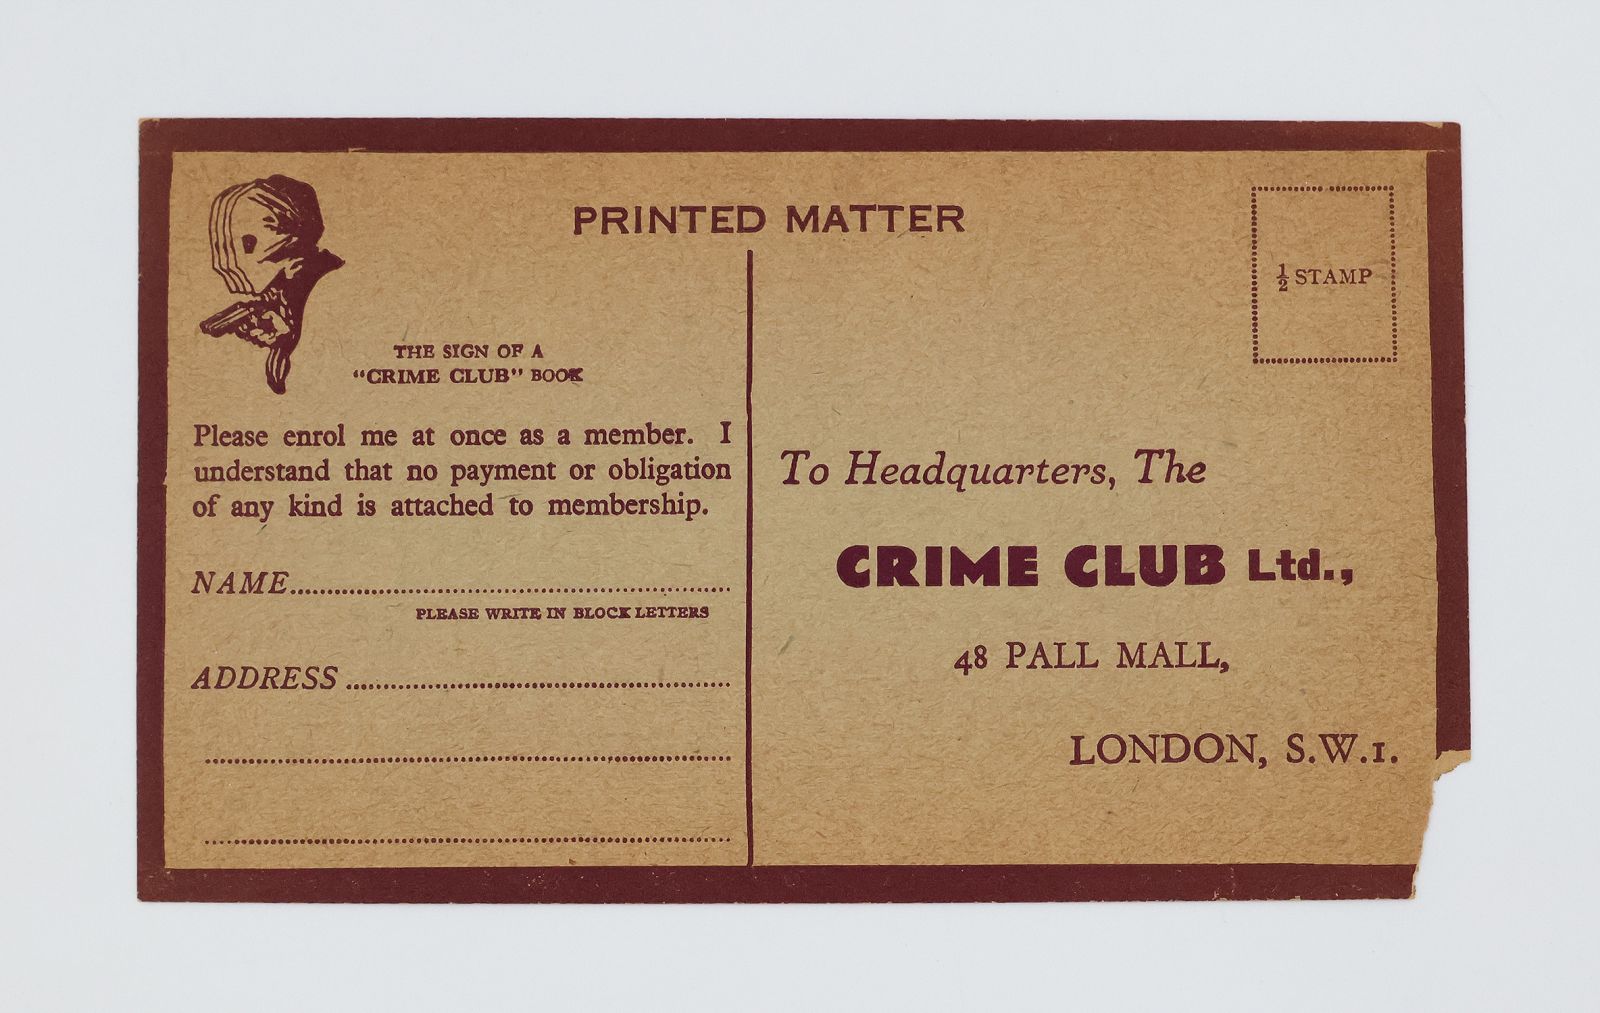 PRINTED MATTER
½ STAMP
THE SIGN OF A
“CRIME CLUB” BOOK
Please enrol me at once as a member. I
understand that no payment or obligation
of any kind is attached to membership.
NAME
PLEASE WRITE IN BLOCK LETTERS
ADDRESS
To Headquarters, The
CRIME CLUB Ltd.,
48 PALL MALL,
LONDON, S.W.1.